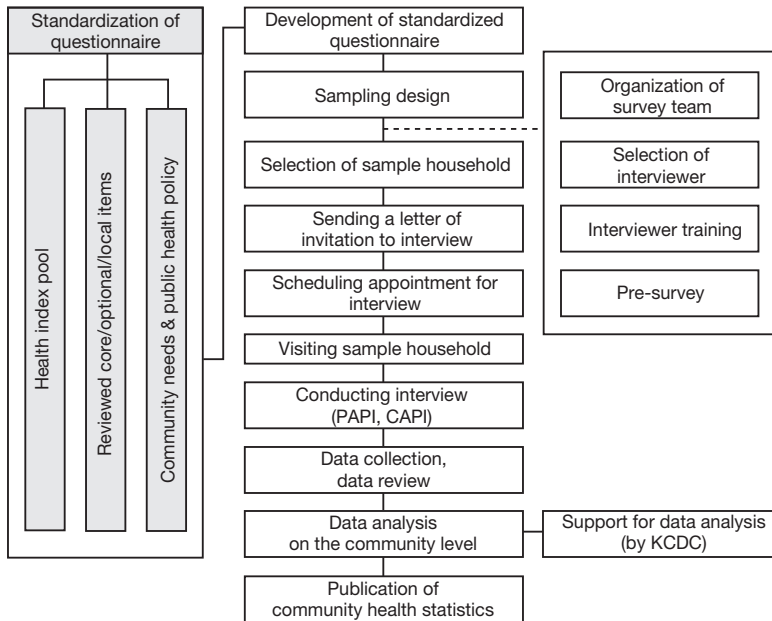 Standardization of
questionnaire
Health index pool
Reviewed core/optional/local items
Community needs & public health policy
Development of standardized
questionnaire
Sampling design
Selection of sample household
Sending a letter of
invitation to interview
Scheduling appointment for
interview
Visiting sample household
Conducting interview
(PAPI, CAPI)
Data collection,
data review
Data analysis
on the community level
Publication of
community health statistics
Organization of
survey team
Selection of
interviewer
Interviewer training
Pre-survey
Support for data analysis
(by KCDC)